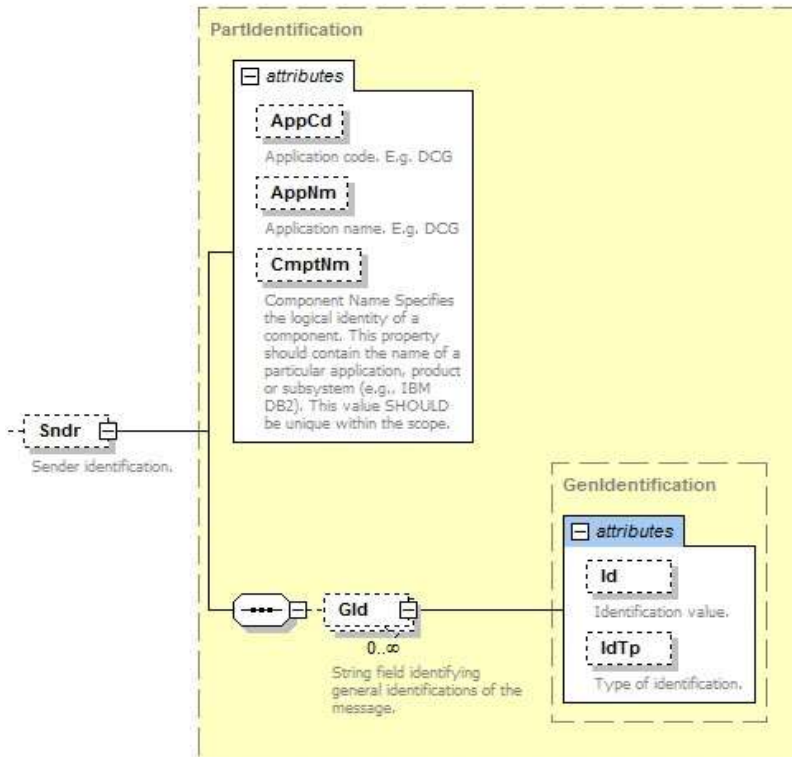 PartIdentification
attributes
AppCd
Application code. E.g. DCG
AppNm
Application name. E.g. DCG
CmptNm
Component Name Specifies
the logical identity of a
component. This property
should contain the name of a
particular application, product
or subsystem (e.g., IBM
DB2). This value SHOULD
be unique within the scope.
Sndr
Sender identification.
GenIdentification
attributes
Id
Identification value.
IdTp
Type of identification.
GId
0..∞
String field identifying
general identifications of the
message.